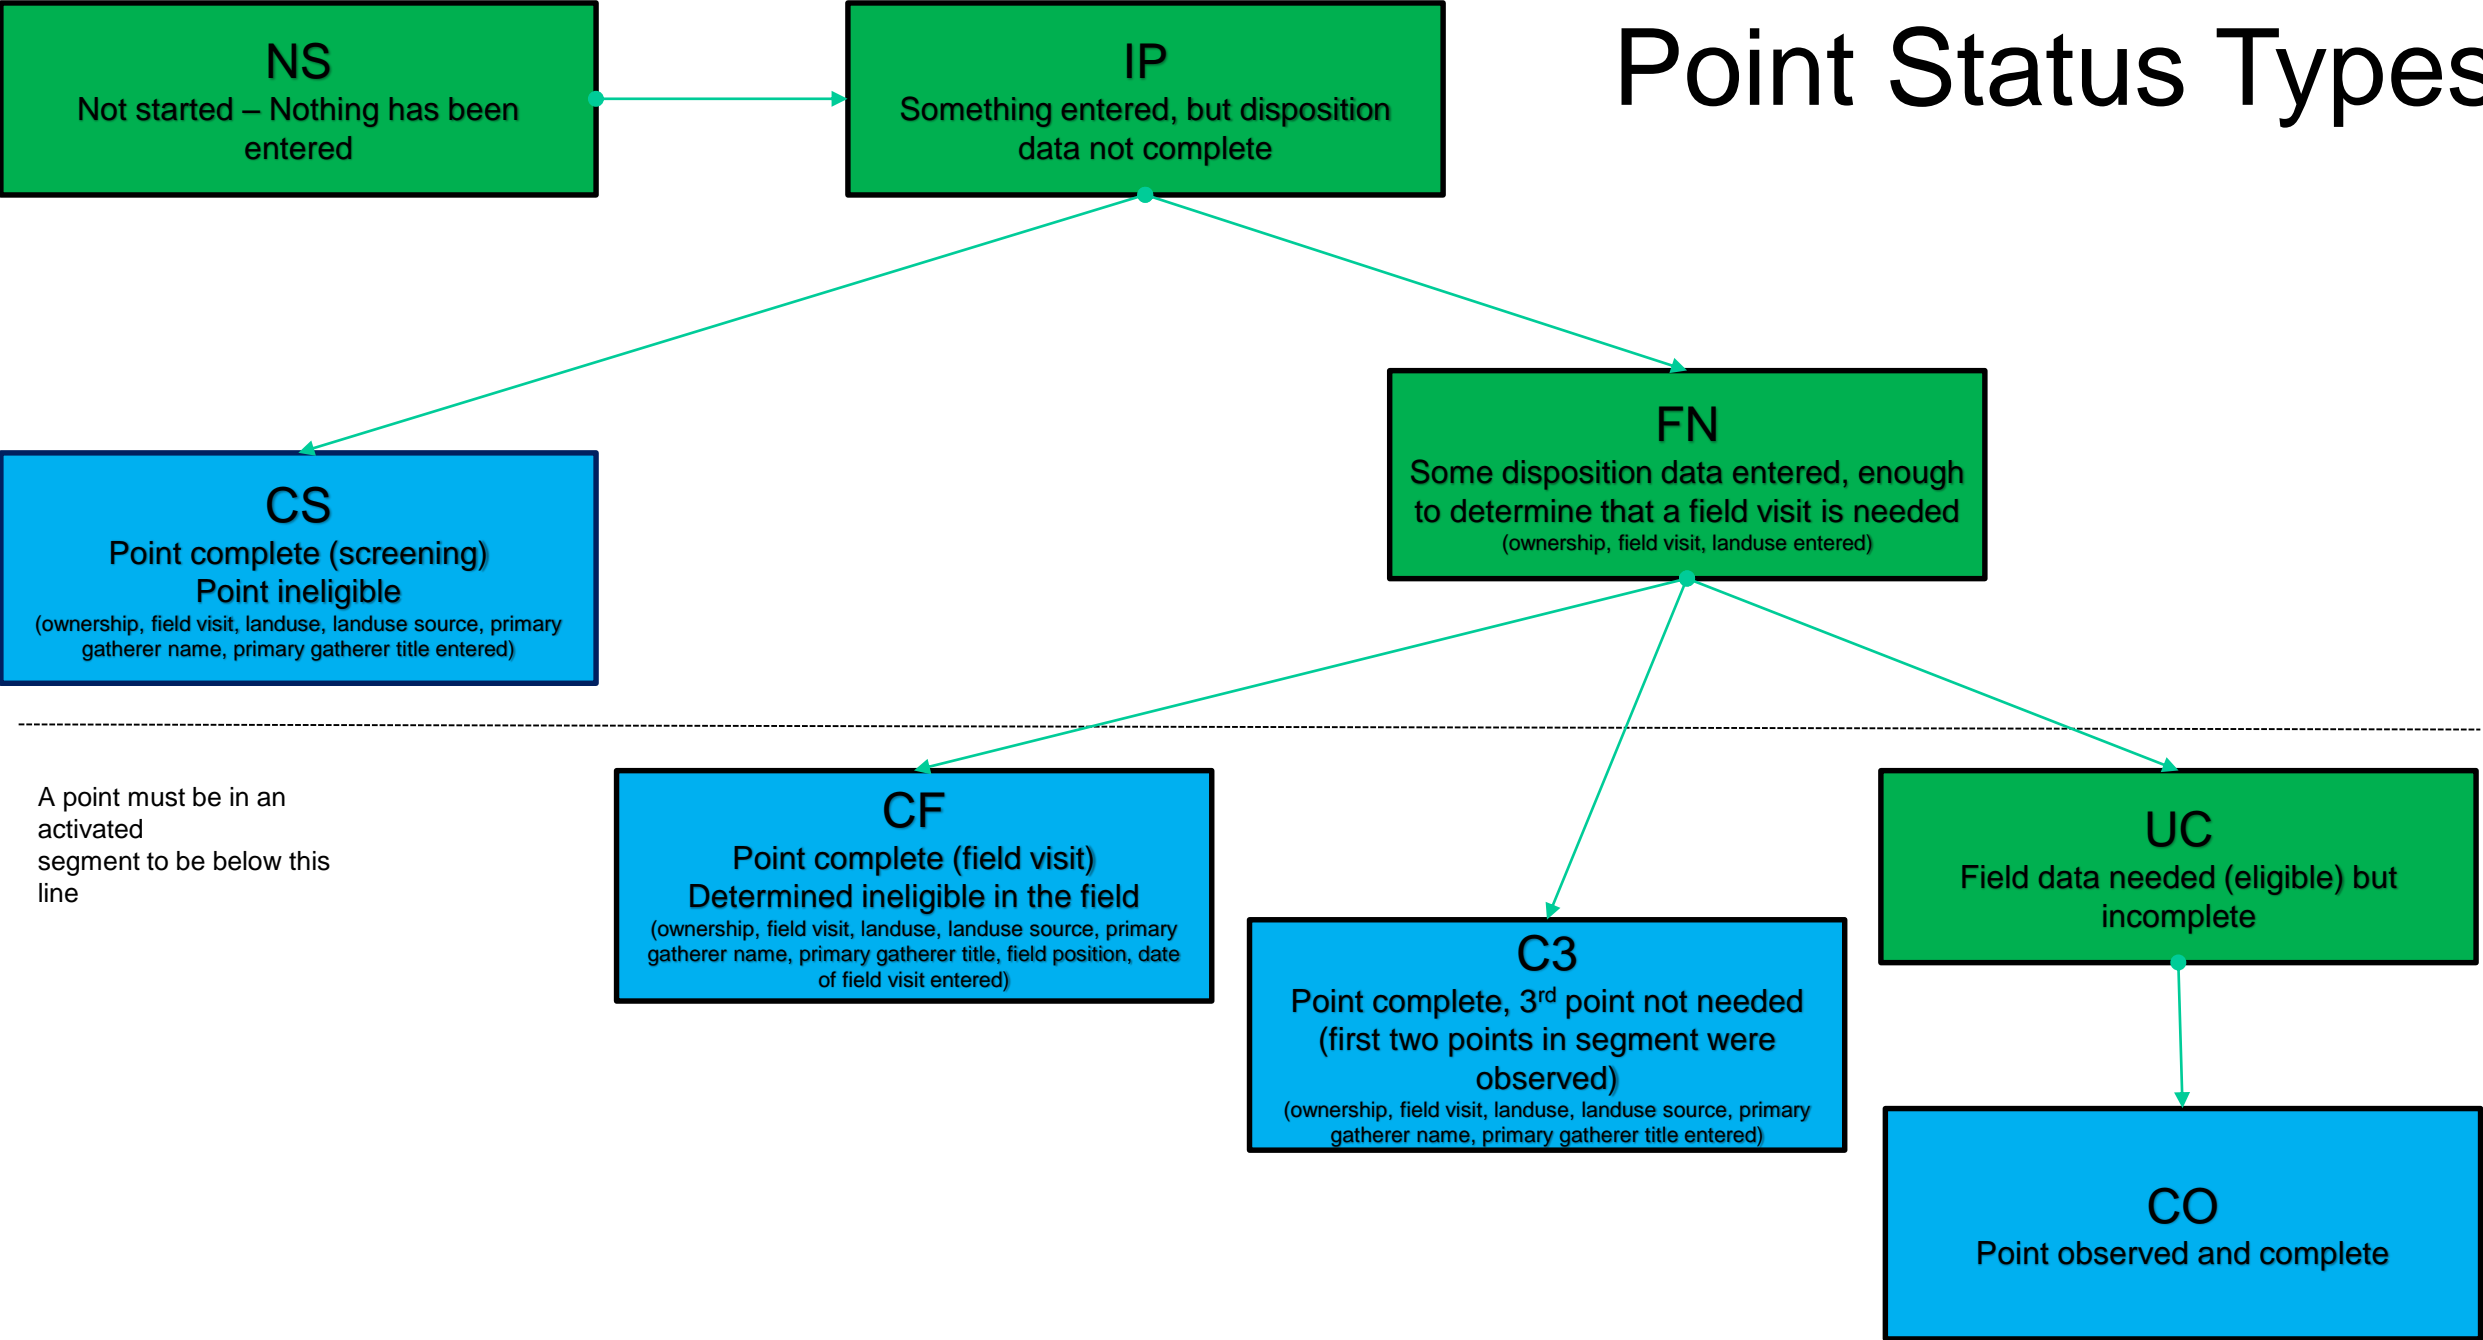 Point Status Types
NS
Not started – Nothing has been
entered
IP
Something entered, but disposition
data not complete
FN
Some disposition data entered, enough
to determine that a field visit is needed
(ownership, field visit, landuse entered)
CS
Point complete (screening)
Point ineligible
(ownership, field visit, landuse, landuse source, primary
gatherer name, primary gatherer title entered)
A point must be in an
activated
segment to be below this
line
CF
Point complete (field visit)
Determined ineligible in the field
(ownership, field visit, landuse, landuse source, primary
gatherer name, primary gatherer title, field position, date
of field visit entered)
C3
Point complete, 3rd point not needed
(first two points in segment were
observed)
(ownership, field visit, landuse, landuse source, primary
gatherer name, primary gatherer title entered)
UC
Field data needed (eligible) but
incomplete
CO
Point observed and complete